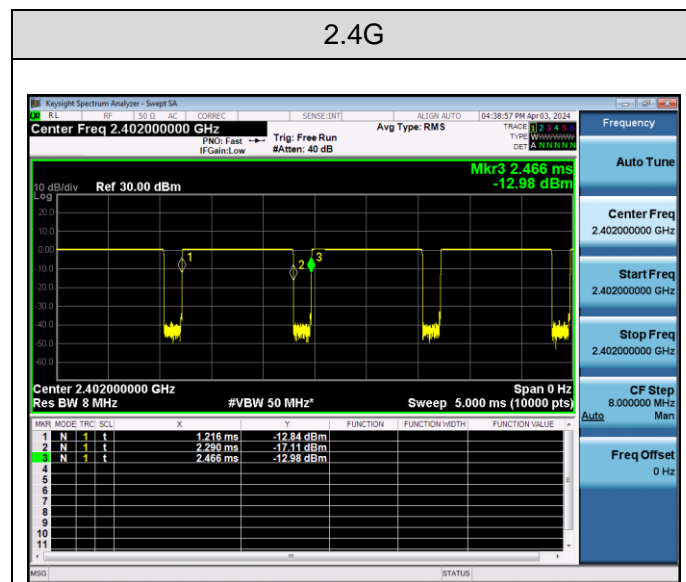 2.4G
Keysight Spectrum Analyzer - Swept SA
RL RF 50 Ω AC CORREC SENSE:INT ALIGN AUTO 04:38:57 PM Apr 03, 2024
Center Freq 2.402000000 GHz
PNO: Fast
IFGain:Low
Trig: Free Run
#Atten: 40 dB
Avg Type: RMS
TRACE 1 2 3 4 5 6
TYPE WWWWWW
DET A N N N N N
Frequency
Mkr3 2.466 ms
-12.98 dBm
10 dB/div Ref 30.00 dBm
Log
20.0
10.0
0.00
-10.0
-20.0
-30.0
-40.0
-50.0
-60.0
1
2
3
Center 2.402000000 GHz Span 0 Hz
Res BW 8 MHz #VBW 50 MHz* Sweep 5.000 ms (10000 pts)
MKR MODE TRC SCL X Y FUNCTION FUNCTION WIDTH FUNCTION VALUE
1 N 1 t 1.216 ms -12.84 dBm
2 N 1 t 2.290 ms -17.11 dBm
3 N 1 t 2.466 ms -12.98 dBm
4
5
6
7
8
9
10
11
MSG STATUS
Auto Tune
Center Freq
2.402000000 GHz
Start Freq
2.402000000 GHz
Stop Freq
2.402000000 GHz
CF Step
8.000000 MHz
Auto Man
Freq Offset
0 Hz